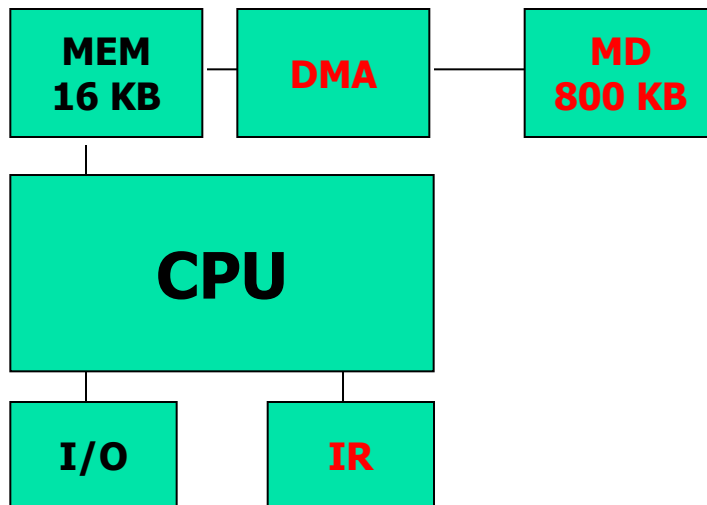 MEM
16 KB
DMA
MD
800 KB
CPU
I/O
IR